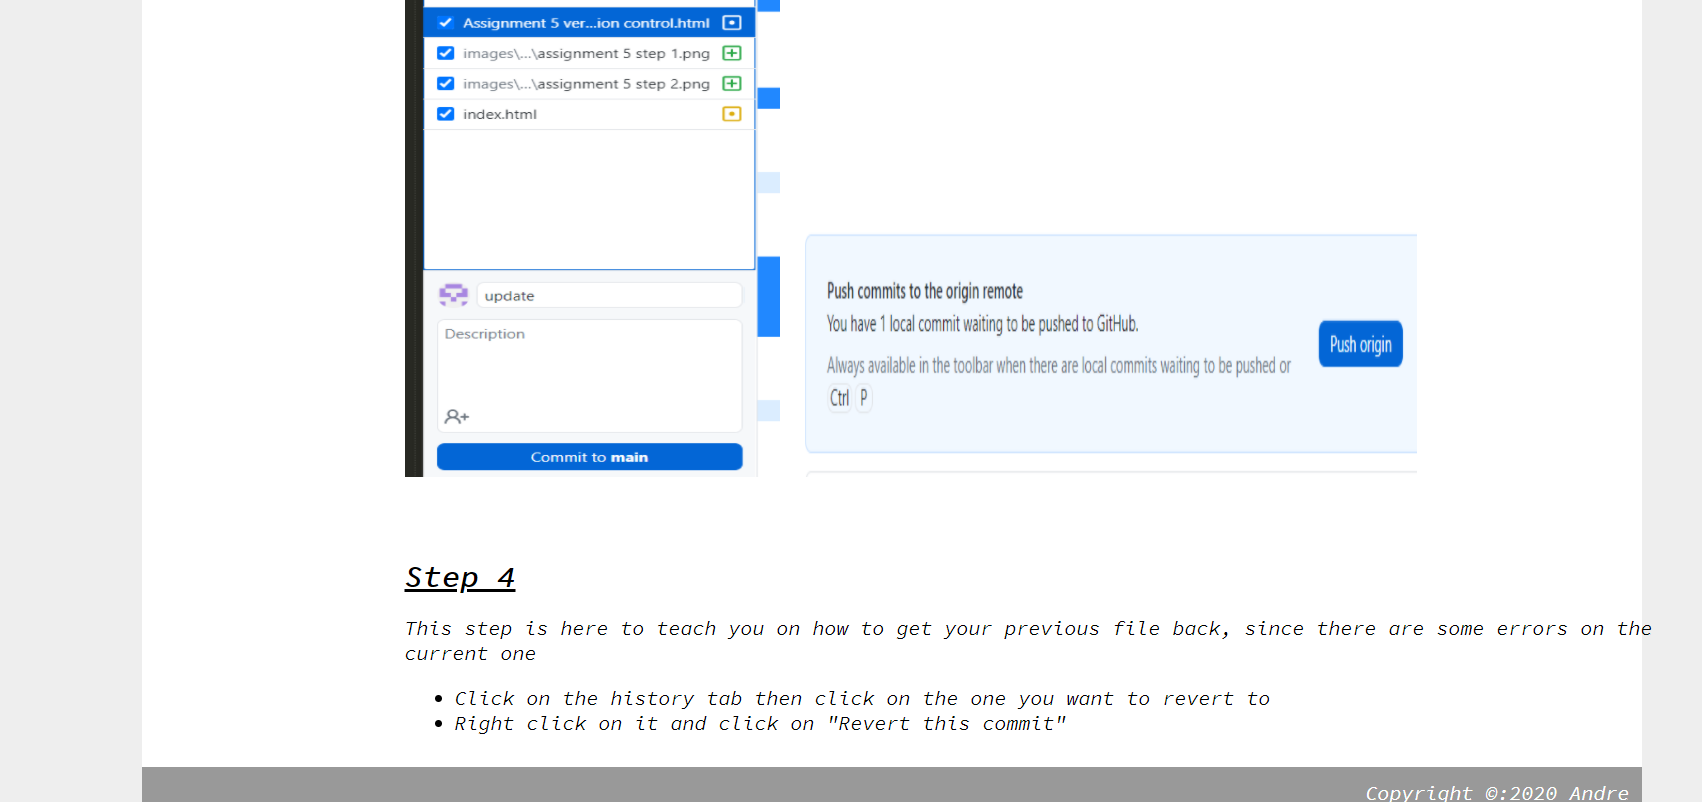 Assignment 5 ver...ion control.html
images\...\assignment 5 step 1.png
images\...\assignment 5 step 2.png
index.html
update
Description
Commit to main
Push commits to the origin remote
You have 1 local commit waiting to be pushed to GitHub.
Always available in the toolbar when there are local commits waiting to be pushed or
Ctrl P
Push origin
Step 4
This step is here to teach you on how to get your previous file back, since there are some errors on the
current one
Click on the history tab then click on the one you want to revert to
Right click on it and click on "Revert this commit"
Copyright ©:2020 Andre